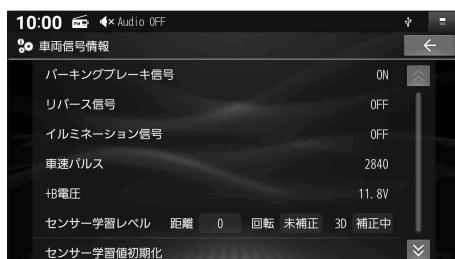 10:00 Audio OFF
車両信号情報
パーキングブレーキ信号 ON
リバース信号 OFF
イルミネーション信号 OFF
車速パルス 2840
+B電圧 11.8V
センサー学習レベル 距離 0 回転 未補正 3D 補正中
センサー学習値初期化